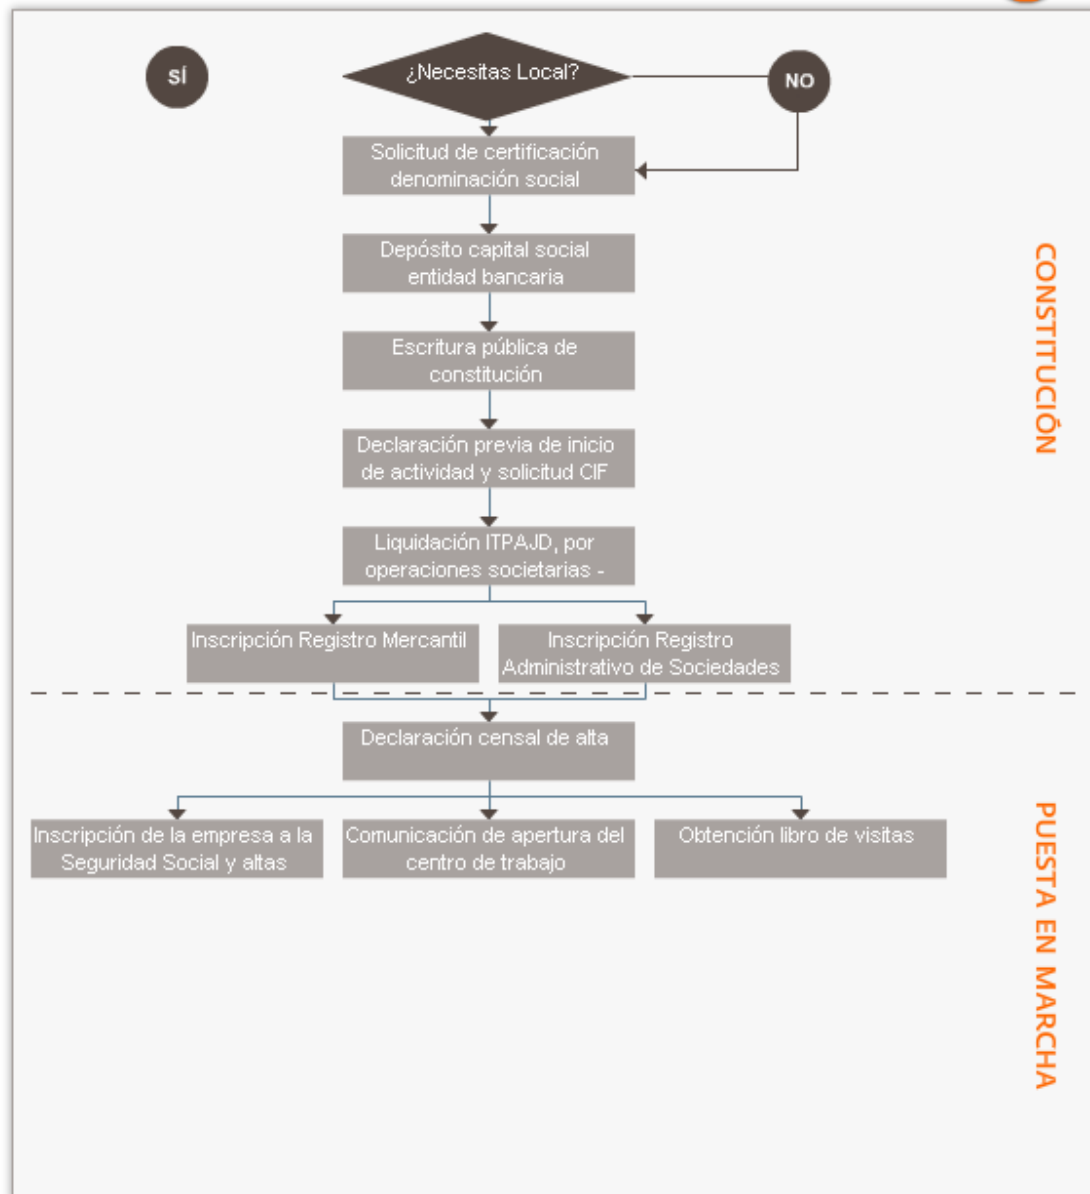 SÍ
¿Necesitas Local?
NO
Solicitud de certificación
denominación social
Depósito capital social
entidad bancaria
Escritura pública de
constitución
Declaración previa de inicio
de actividad y solicitud CIF
Liquidación ITPAJD, por
operaciones societarias -
Inscripción Registro Mercantil
Inscripción Registro
Administrativo de Sociedades
CONSTITUCIÓN
Declaración censal de alta
Inscripción de la empresa a la
Seguridad Social y altas
Comunicación de apertura del
centro de trabajo
Obtención libro de visitas
PUESTA EN MARCHA